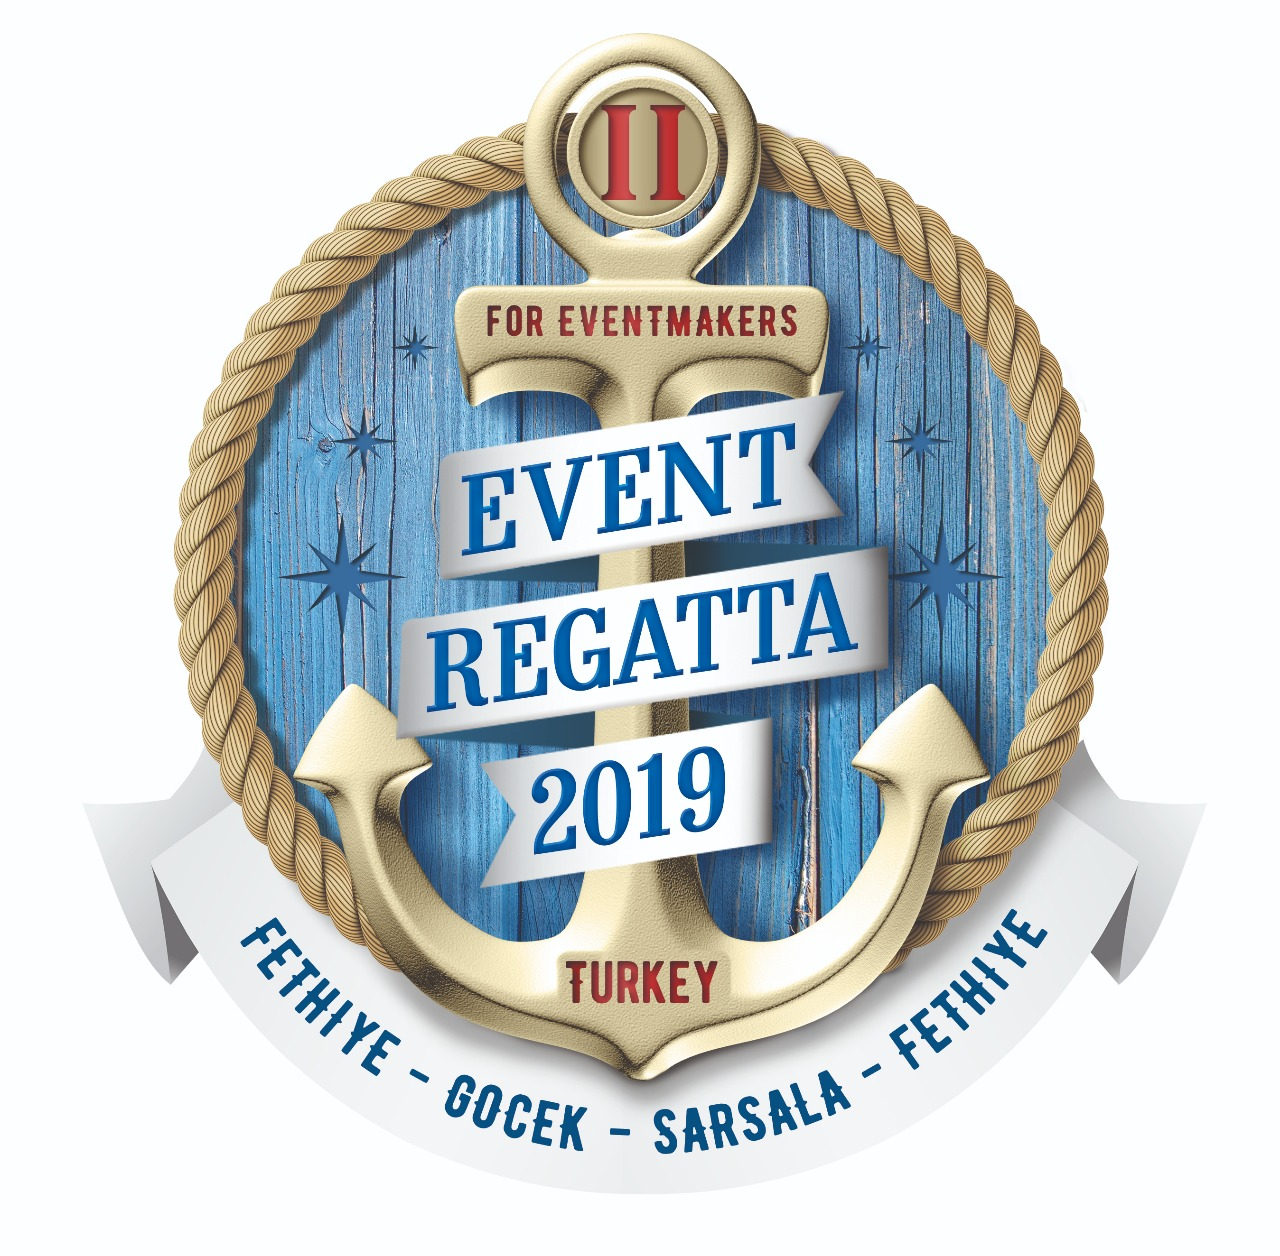 II
FOR EVENTMAKERS
EVENT
REGATTA
2019
TURKEY
FETHIYE - GOCEK - SARSALA - FETHIYE